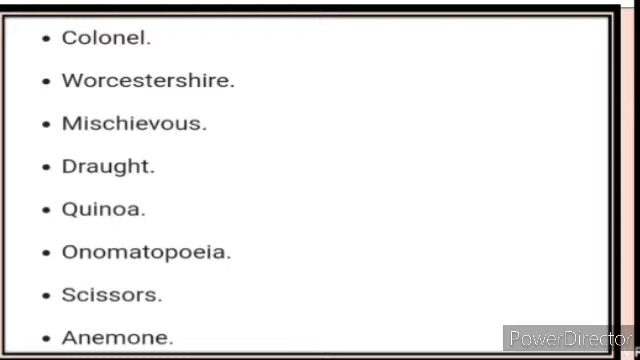 • Colonel.
• Worcestershire.
• Mischievous.
• Draught.
• Quinoa.
• Onomatopoeia.
• Scissors.
• Anemone.
PowerDirector